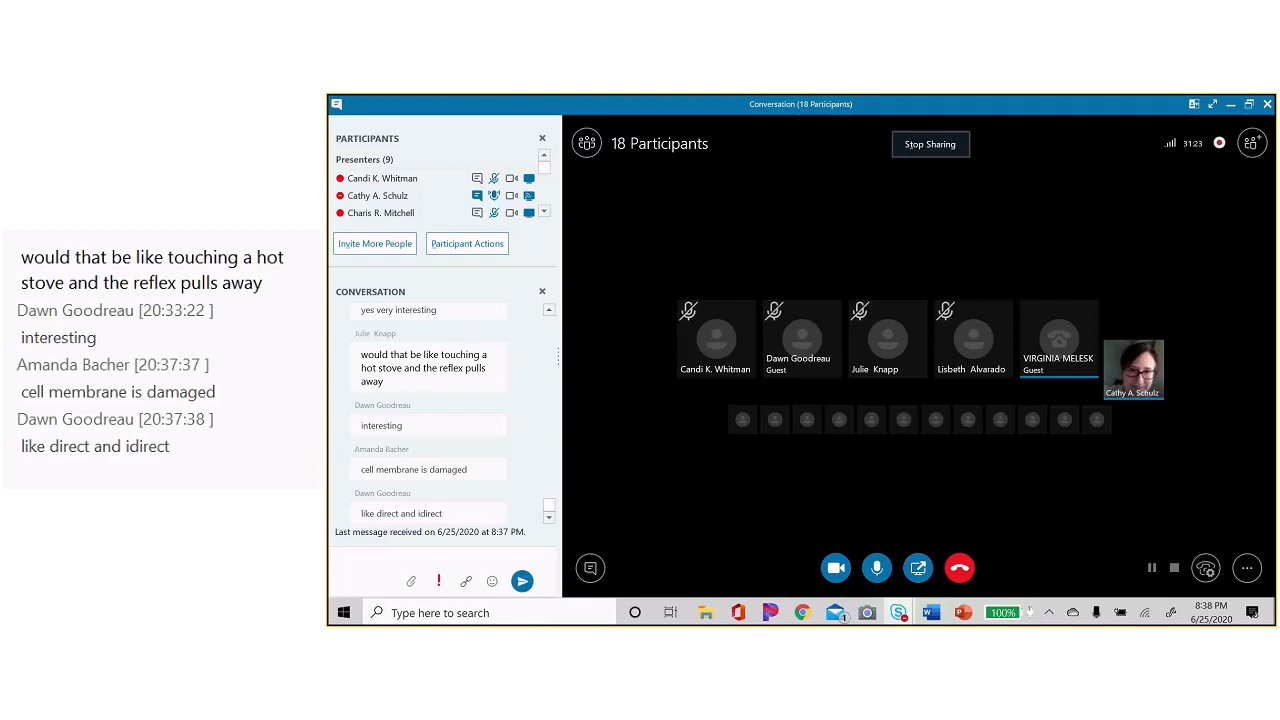 would that be like touching a hot
stove and the reflex pulls away
Dawn Goodreau [20:33:22 ]
interesting
Amanda Bacher [20:37:37 ]
cell membrane is damaged
Dawn Goodreau [20:37:38 ]
like direct and idirect
Conversation (18 Participants)
PARTICIPANTS
Presenters (9)
Candi K. Whitman
Cathy A. Schulz
Charis R. Mitchell
Invite More People
Participant Actions
CONVERSATION
yes very interesting
Julie Knapp
would that be like touching a
hot stove and the reflex pulls
away
Dawn Goodreau
interesting
Amanda Bacher
cell membrane is damaged
Dawn Goodreau
like direct and idirect
Last message received on 6/25/2020 at 8:37 PM.
18 Participants
Stop Sharing
31:23
Candi K. Whitman
Dawn Goodreau
Guest
Julie Knapp
Lisbeth Alvarado
VIRGINIA MELESK
Guest
Cathy A. Schulz
Type here to search
1
100%
8:38 PM
6/25/2020